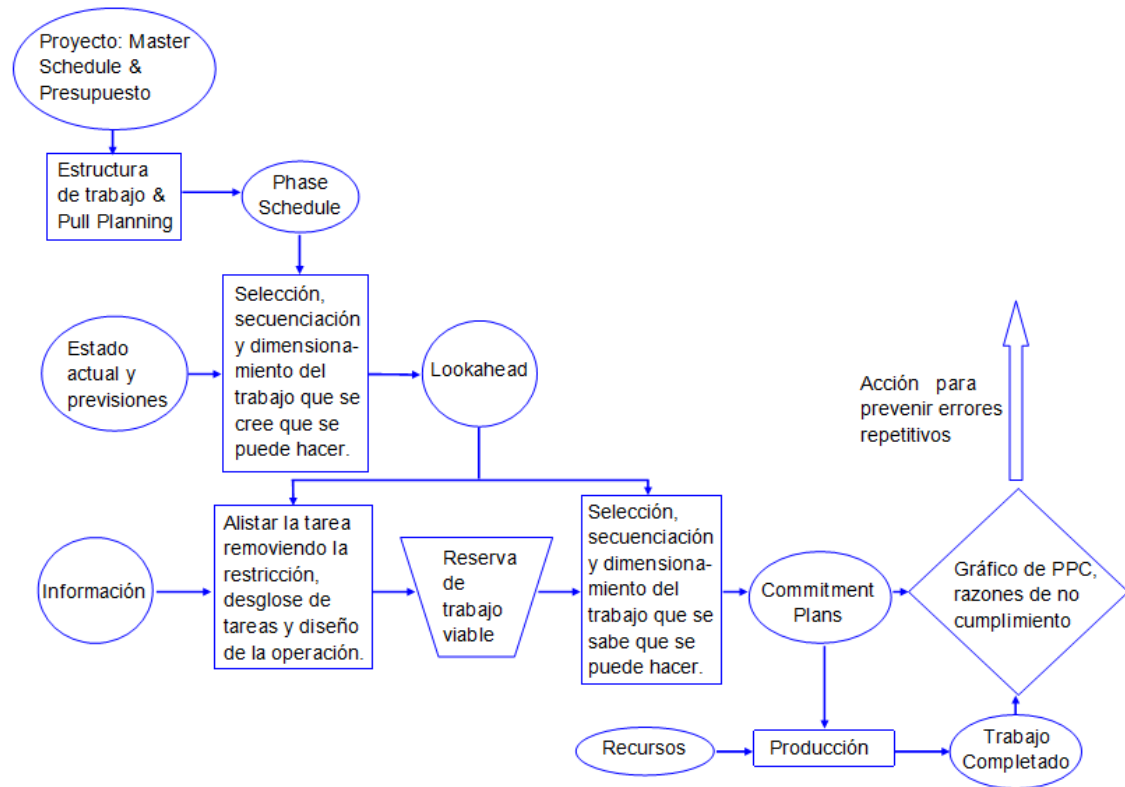 Proyecto: Master
Schedule &
Presupuesto
Estructura
de trabajo &
Pull Planning
Phase
Schedule
Selección,
secuenciación
y dimensiona-
miento del
trabajo que se
cree que se
puede hacer.
Estado
actual y
previsiones
Lookahead
Acción para
prevenir errores
repetitivos
Información
Alistar la tarea
removiendo la
restricción,
desglose de
tareas y diseño
de la operación.
Reserva
de
trabajo
viable
Selección,
secuenciación
y dimensiona-
miento del
trabajo que se
sabe que se
puede hacer.
Commitment
Plans
Gráfico de PPC,
razones de no
cumplimiento
Recursos
Producción
Trabajo
Completado